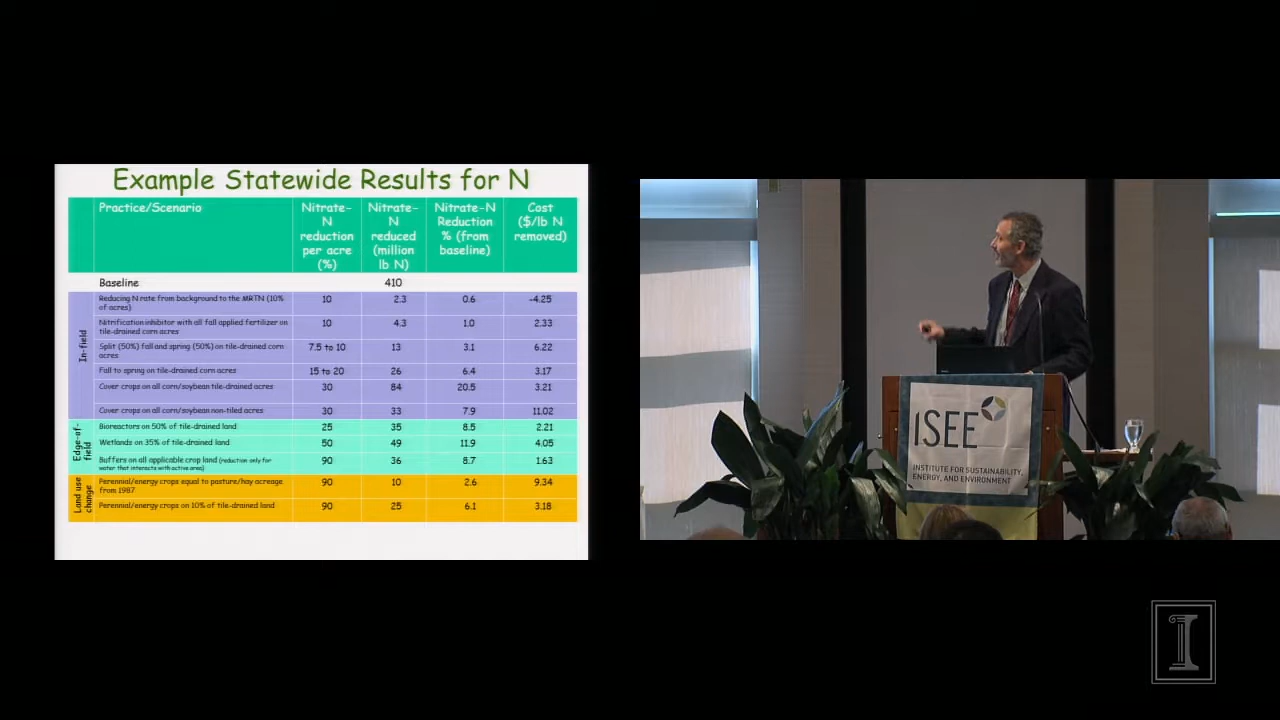 Example Statewide Results for N
Practice/Scenario
Nitrate-
N
reduction
per acre
(%)
Nitrate-
N
reduced
(million
lb N)
Nitrate-N
Reduction
% (from
baseline)
Cost
($/lb N
removed)
Baseline 410
In-field
Reducing N rate from background to the MRTN (10%
of acres)
10 2.3 0.6 -4.25
Nitrification inhibitor with all fall applied fertilizer on
tile-drained corn acres
10 4.3 1.0 2.33
Split (50%) fall and spring (50%) on tile-drained corn
acres
7.5 to 10 13 3.1 6.22
Fall to spring on tile-drained corn acres 15 to 20 26 6.4 3.17
Cover crops on all corn/soybean tile-drained acres 30 84 20.5 3.21
Cover crops on all corn/soybean non-tiled acres 30 33 7.9 11.02
Edge-of-
field
Bioreactors on 50% of tile-drained land 25 35 8.5 2.21
Wetlands on 35% of tile-drained land 50 49 11.9 4.05
Buffers on all applicable crop land (reduction only for
water that interacts with active area)
90 36 8.7 1.63
Land use
change
Perennial/energy crops equal to pasture/hay acreage
from 1987
90 10 2.6 9.34
Perennial/energy crops on 10% of tile-drained land 90 25 6.1 3.18
ISEE
INSTITUTE FOR SUSTAINABILITY,
ENERGY, AND ENVIRONMENT
I